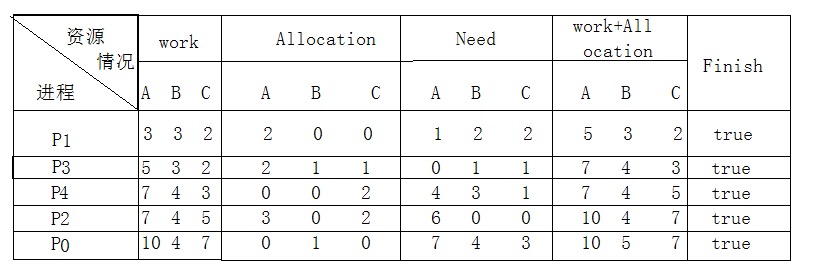 资源
情况
进程
work Allocation Need work+All
ocation Finish
A B C A B C A B C A B C
P1 3 3 2 2 0 0 1 2 2 5 3 2 true
P3 5 3 2 2 1 1 0 1 1 7 4 3 true
P4 7 4 3 0 0 2 4 3 1 7 4 5 true
P2 7 4 5 3 0 2 6 0 0 10 4 7 true
P0 10 4 7 0 1 0 7 4 3 10 5 7 true